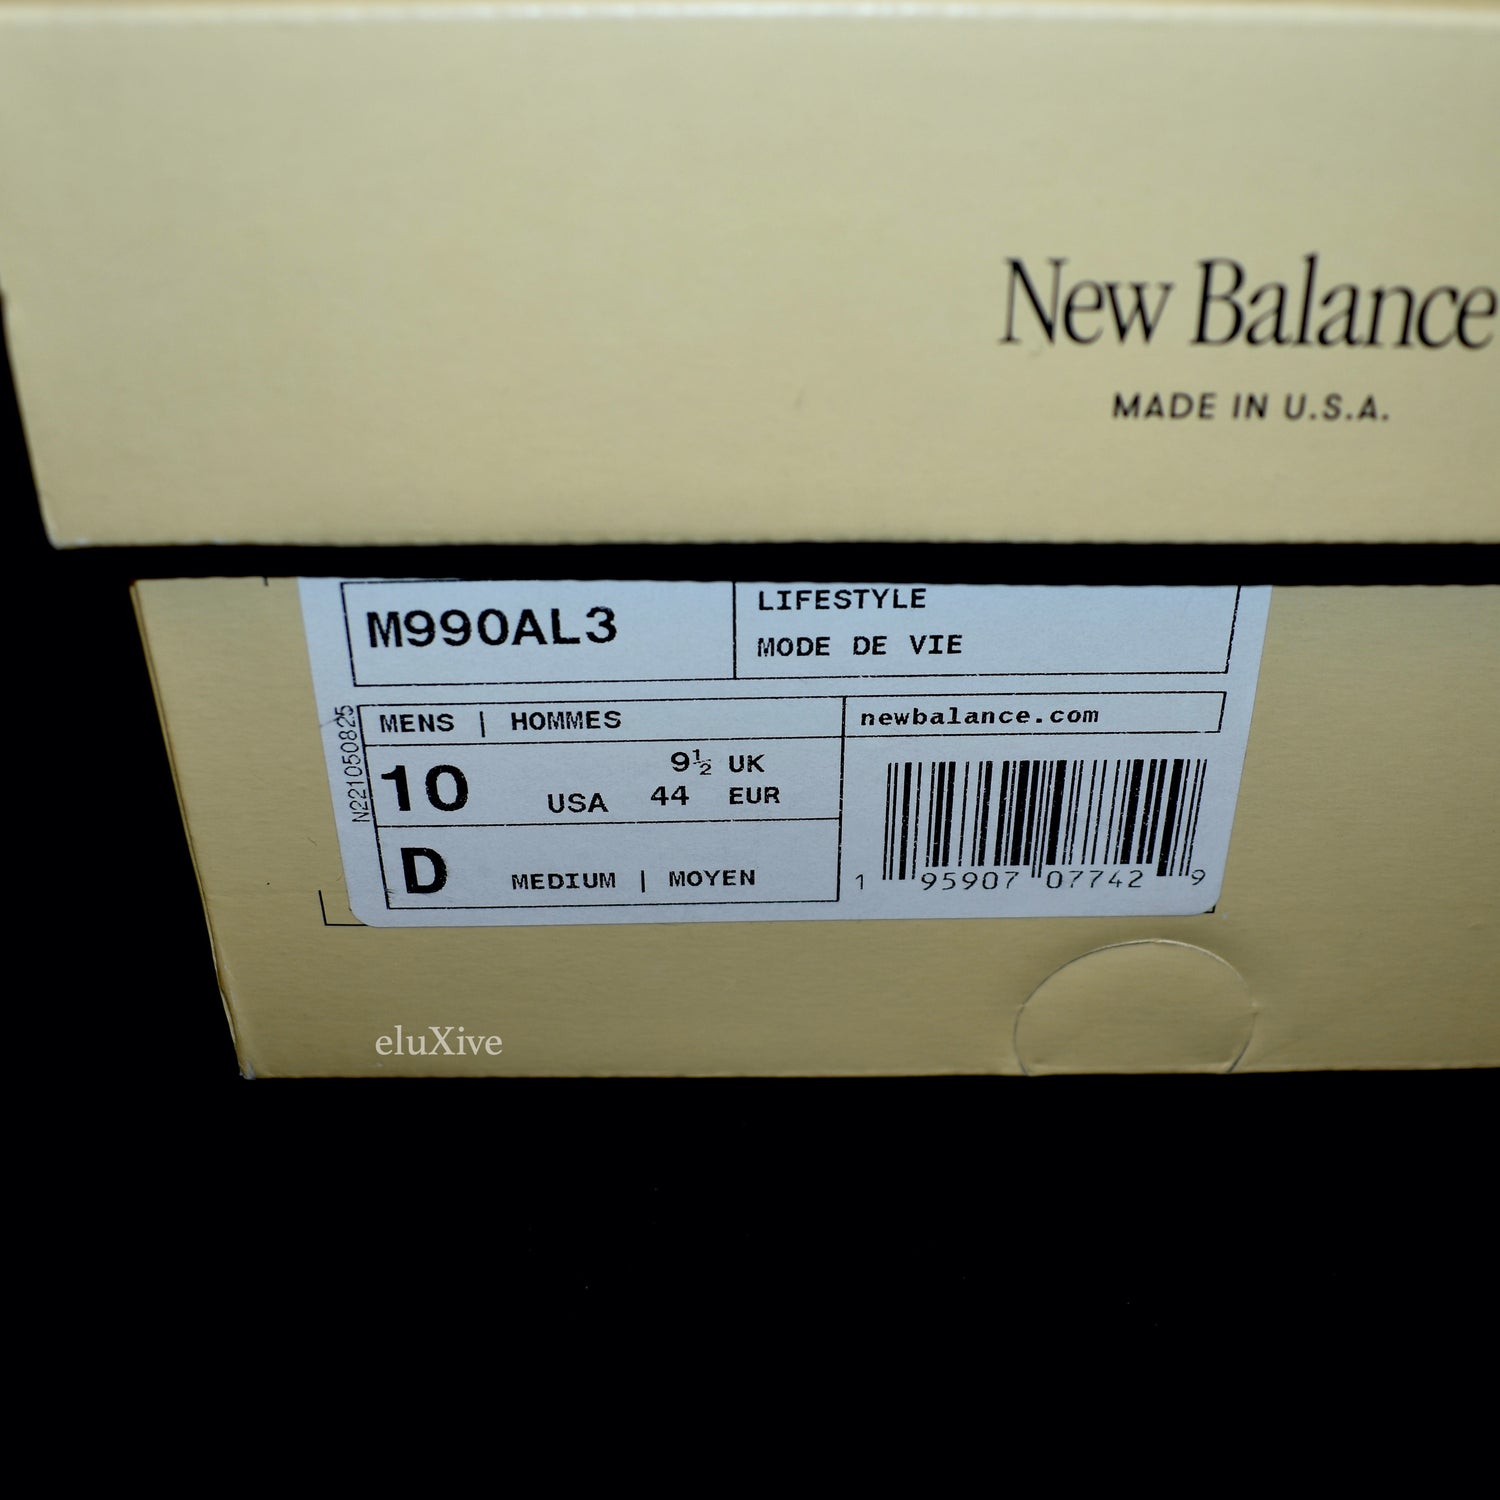 New Balance
MADE IN U.S.A.
M990AL3
LIFESTYLE
MODE DE VIE
N221050825
MENS | HOMMES
newbalance.com
10 USA 9½ UK
44 EUR
D MEDIUM | MOYEN
1 95907 07742 9
eluXive